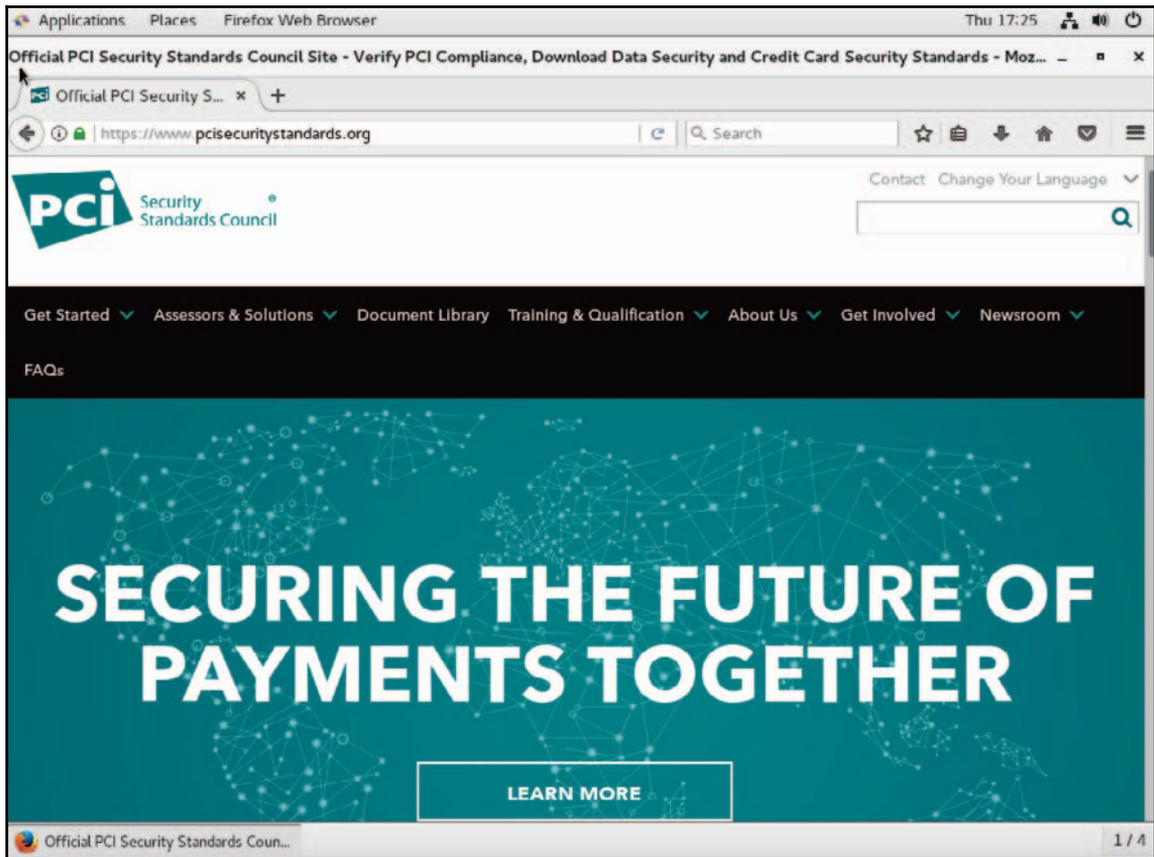 Applications Places Firefox Web Browser Thu 17:25
Official PCI Security Standards Council Site - Verify PCI Compliance, Download Data Security and Credit Card Security Standards - Moz...
PCI Official PCI Security S... × +
https://www.pcisecuritystandards.org Search
Contact Change Your Language
PCi Security Standards Council ®
Get Started Assessors & Solutions Document Library Training & Qualification About Us Get Involved Newsroom
FAQs
SECURING THE FUTURE OF
PAYMENTS TOGETHER
LEARN MORE
Official PCI Security Standards Coun... 1 / 4